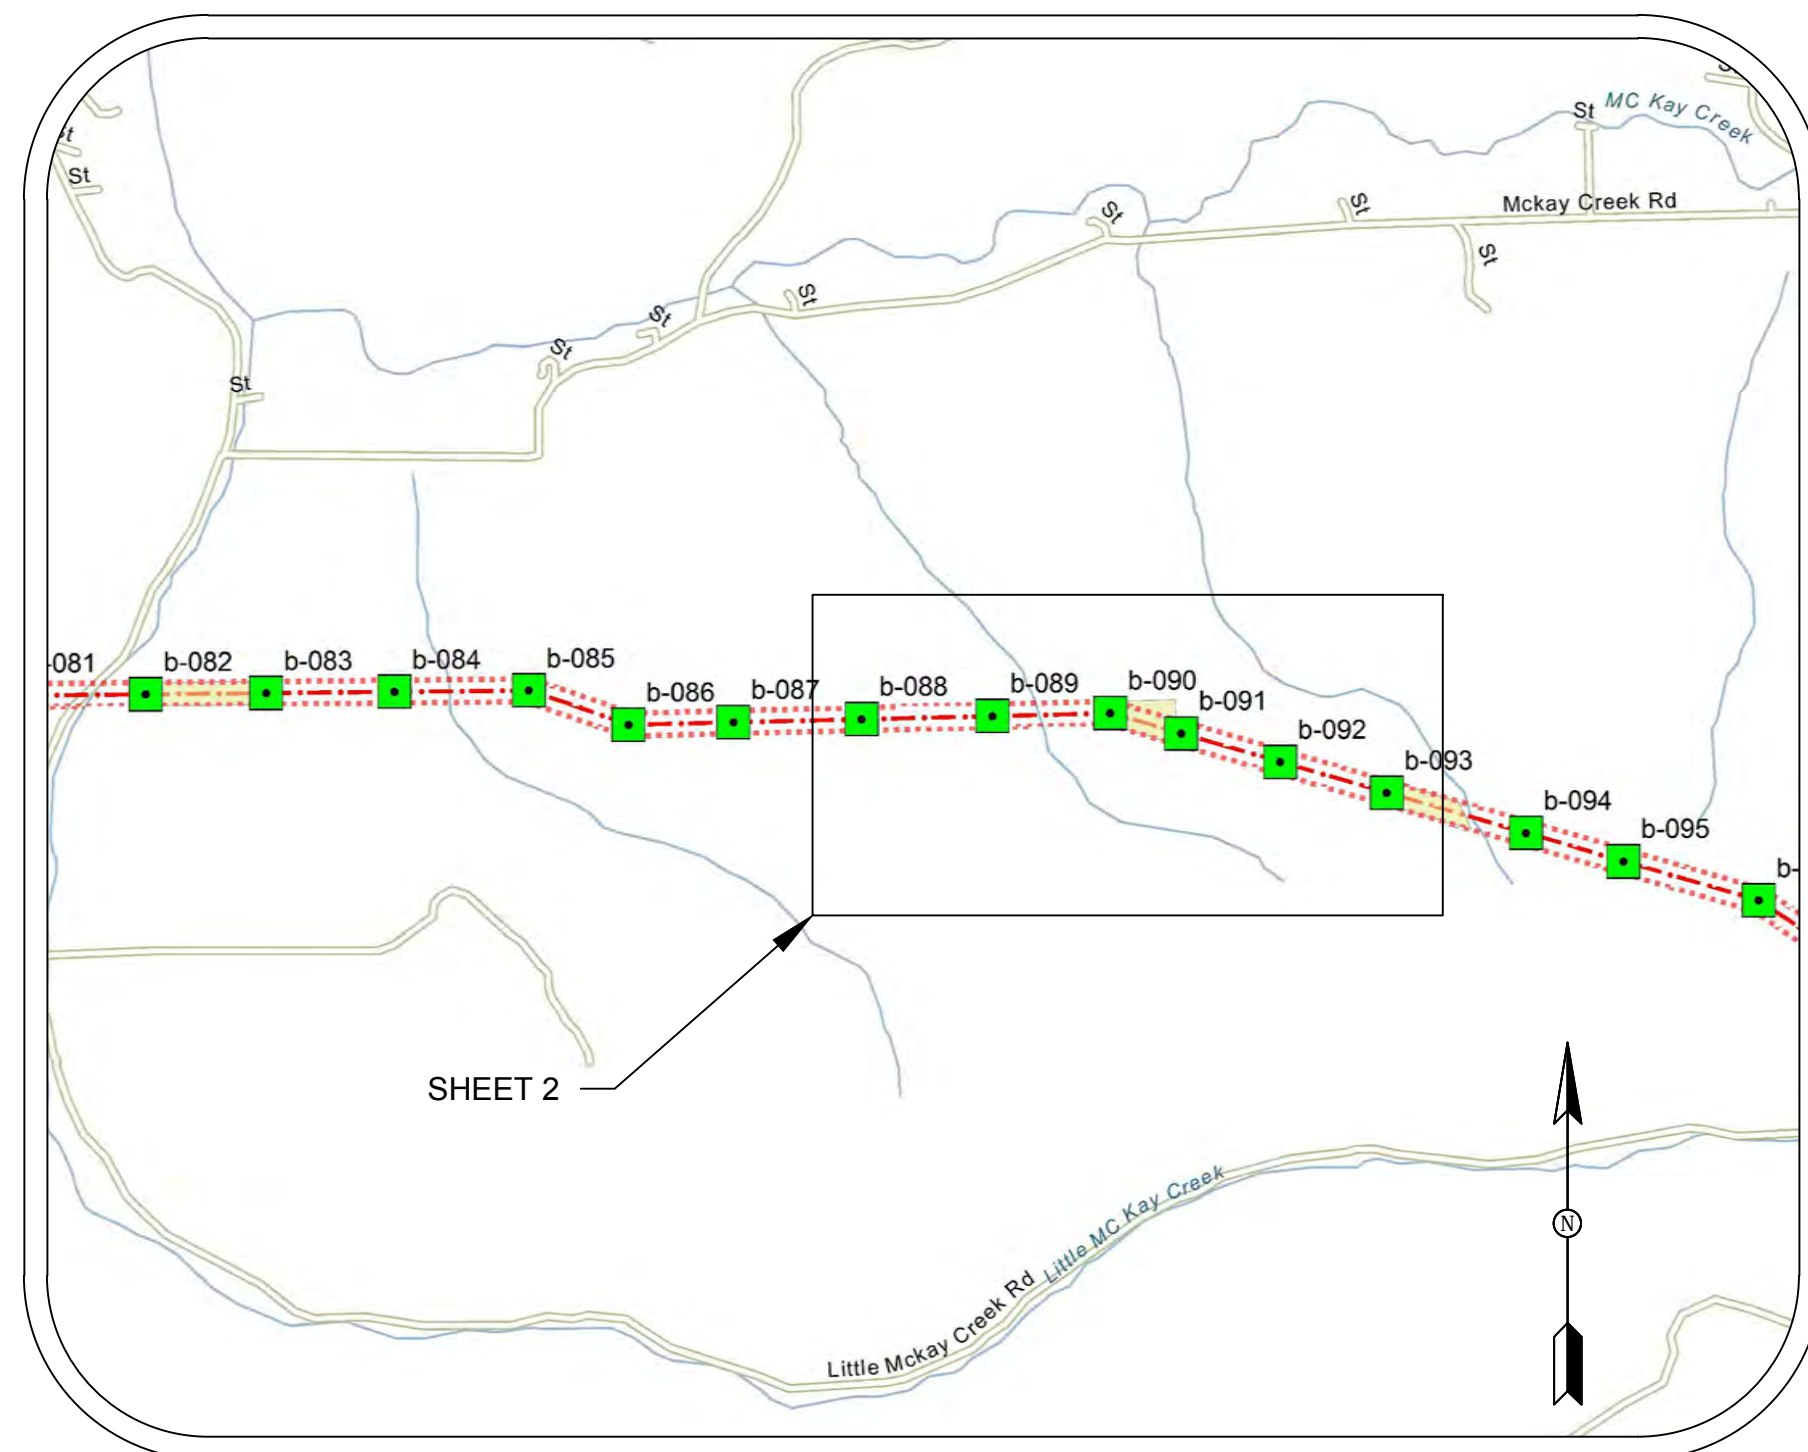 St
MC Kay Creek
St
St
Mckay Creek Rd
St
St
St
St
St
St
St
-081
b-082
b-083
b-084
b-085
b-086
b-087
b-088
b-089
b-090
b-091
b-092
b-093
b-094
b-095
b-
SHEET 2
Little MC Kay Creek
Little Mckay Creek Rd
N